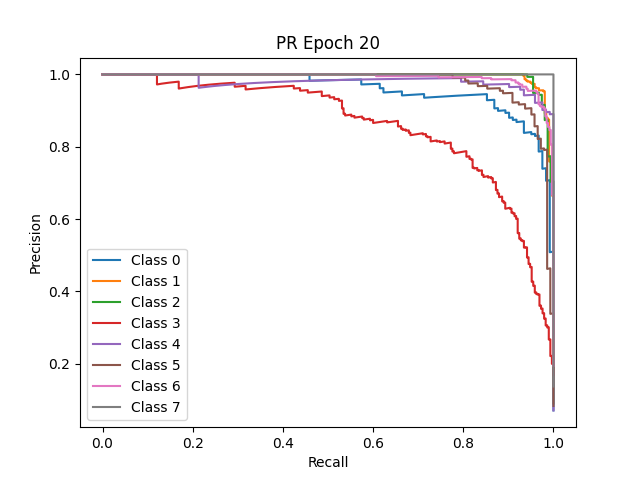 PR Epoch 20
Precision
1.0
0.8
0.6
0.4
0.2
Class 0
Class 1
Class 2
Class 3
Class 4
Class 5
Class 6
Class 7
0.0 0.2 0.4 0.6 0.8 1.0
Recall